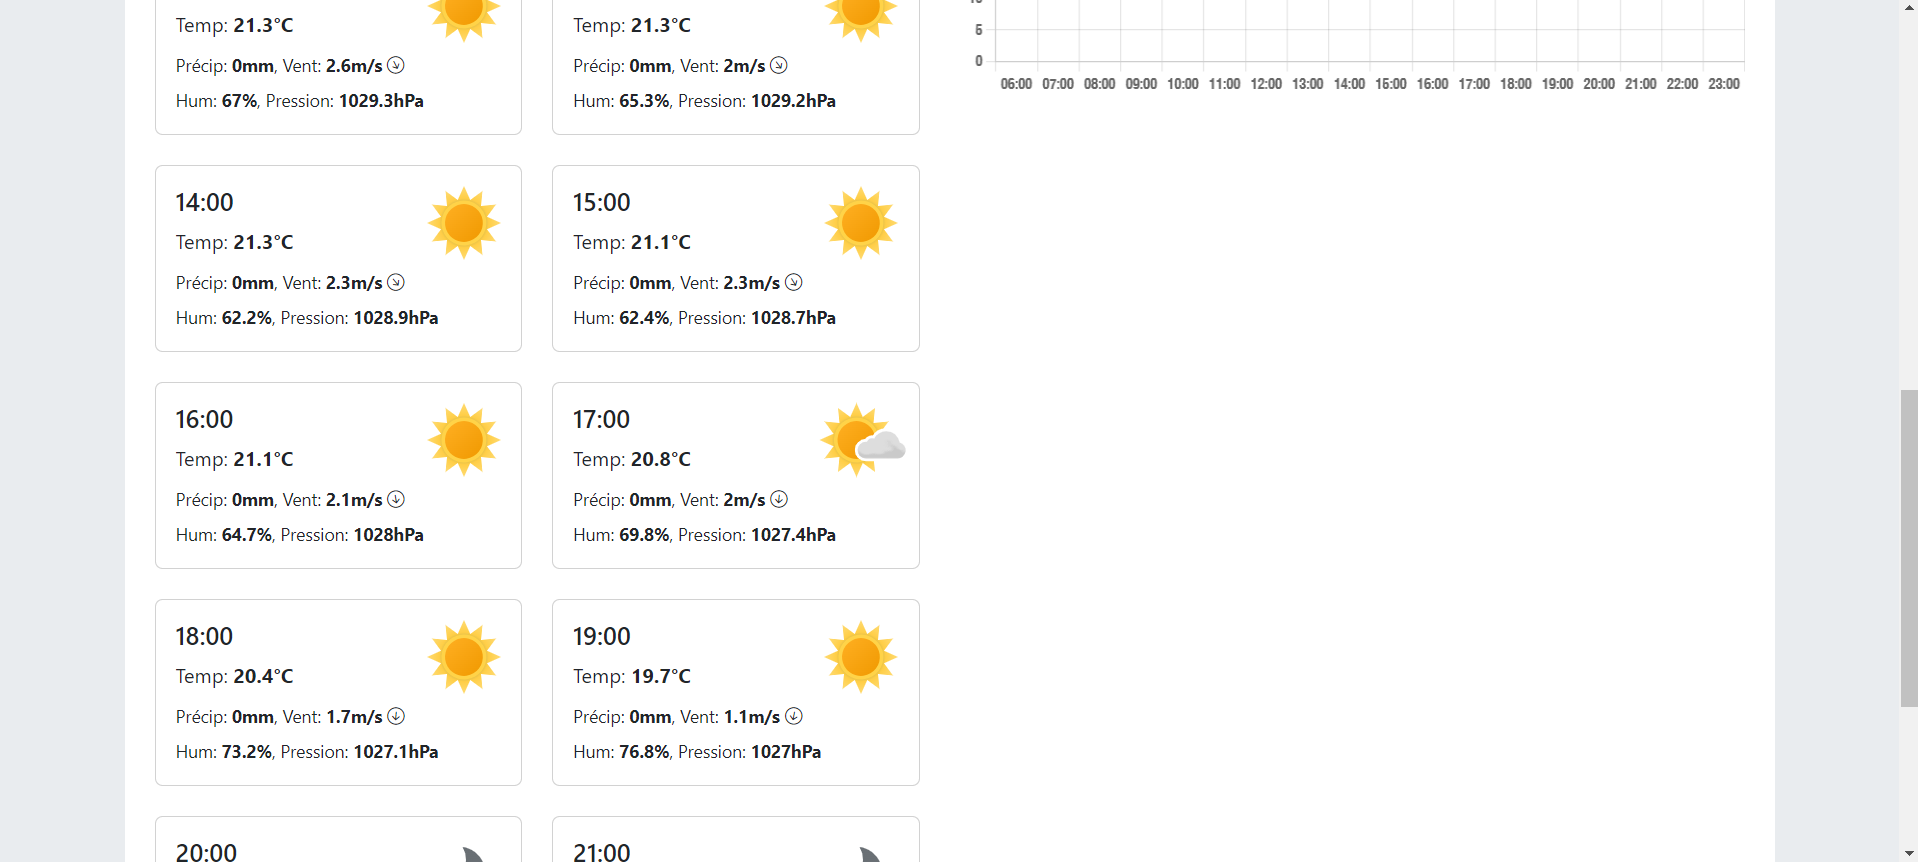 Temp: 21.3°C
Précip: 0mm, Vent: 2.6m/s
Hum: 67%, Pression: 1029.3hPa
Temp: 21.3°C
Précip: 0mm, Vent: 2m/s
Hum: 65.3%, Pression: 1029.2hPa
14:00
Temp: 21.3°C
Précip: 0mm, Vent: 2.3m/s
Hum: 62.2%, Pression: 1028.9hPa
15:00
Temp: 21.1°C
Précip: 0mm, Vent: 2.3m/s
Hum: 62.4%, Pression: 1028.7hPa
16:00
Temp: 21.1°C
Précip: 0mm, Vent: 2.1m/s
Hum: 64.7%, Pression: 1028hPa
17:00
Temp: 20.8°C
Précip: 0mm, Vent: 2m/s
Hum: 69.8%, Pression: 1027.4hPa
18:00
Temp: 20.4°C
Précip: 0mm, Vent: 1.7m/s
Hum: 73.2%, Pression: 1027.1hPa
19:00
Temp: 19.7°C
Précip: 0mm, Vent: 1.1m/s
Hum: 76.8%, Pression: 1027hPa
20:00
21:00
5
0
06:00 07:00 08:00 09:00 10:00 11:00 12:00 13:00 14:00 15:00 16:00 17:00 18:00 19:00 20:00 21:00 22:00 23:00